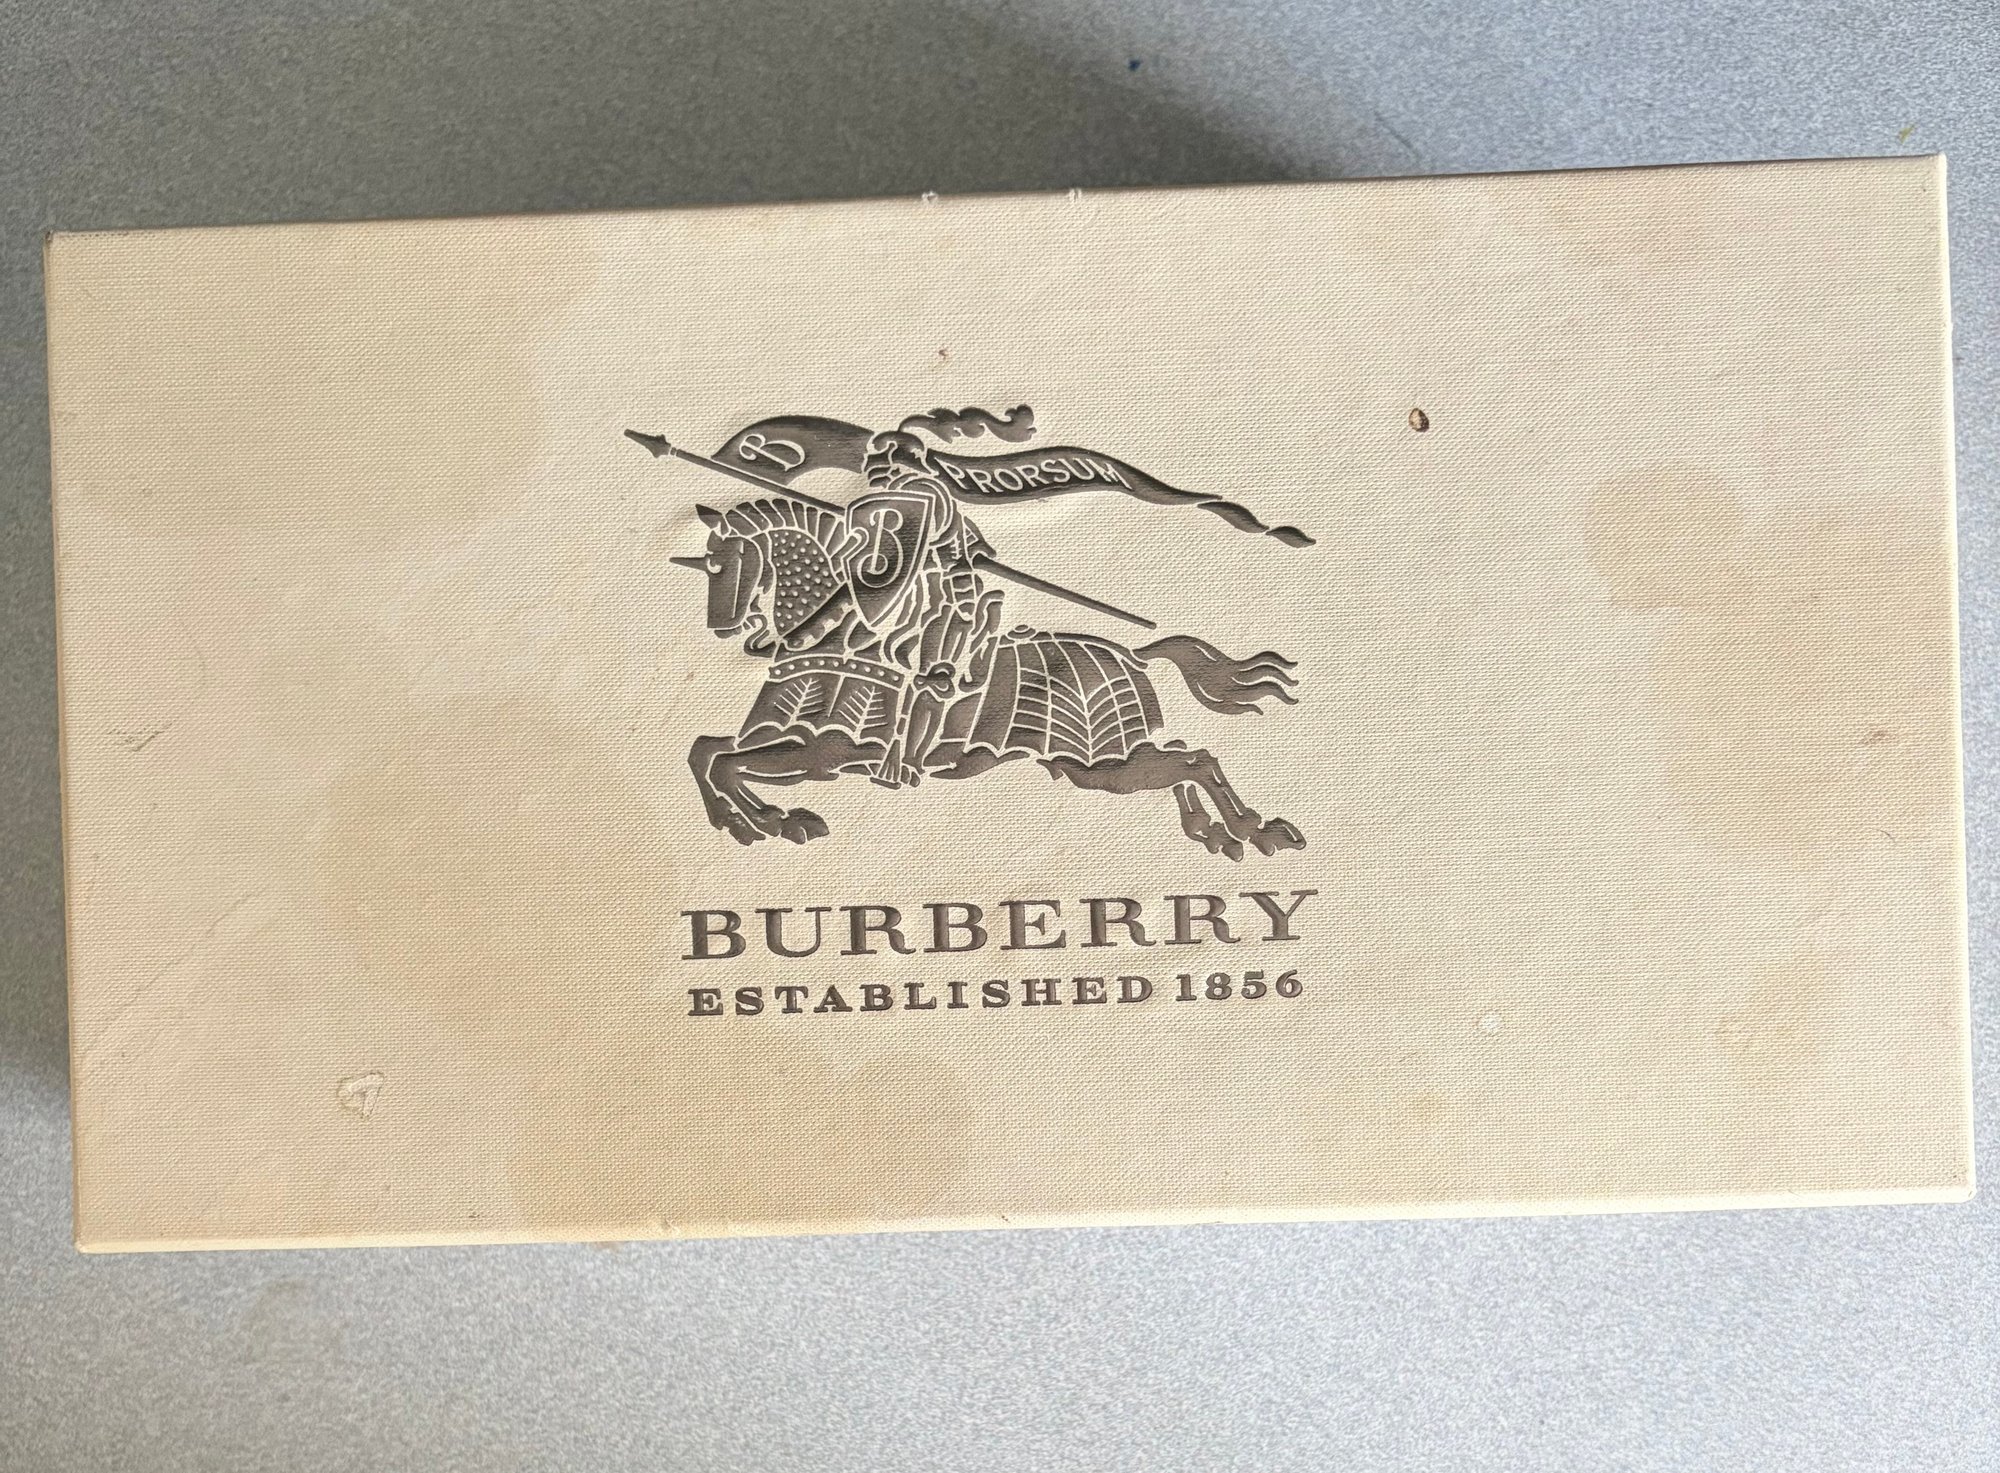 B PRORSUM
B
BURBERRY
ESTABLISHED 1856